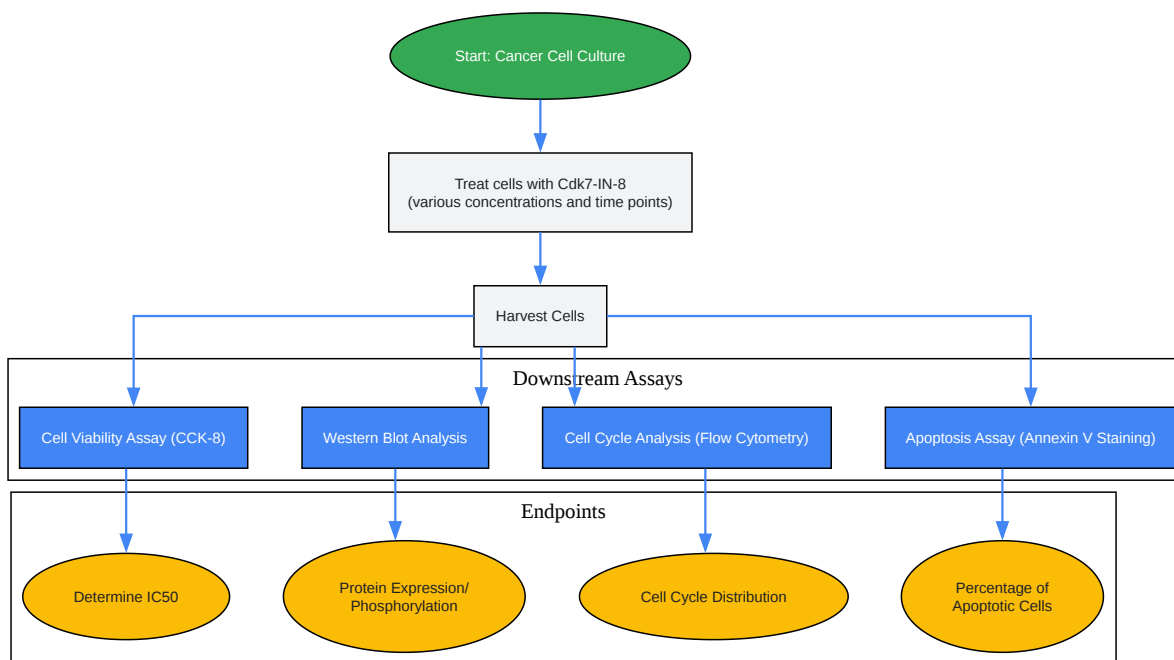 Start: Cancer Cell Culture
Treat cells with Cdk7-IN-8
(various concentrations and time points)
Harvest Cells
Downstream Assays
Cell Viability Assay (CCK-8)
Western Blot Analysis
Cell Cycle Analysis (Flow Cytometry)
Apoptosis Assay (Annexin V Staining)
Endpoints
Determine IC50
Protein Expression/
Phosphorylation
Cell Cycle Distribution
Percentage of
Apoptotic Cells